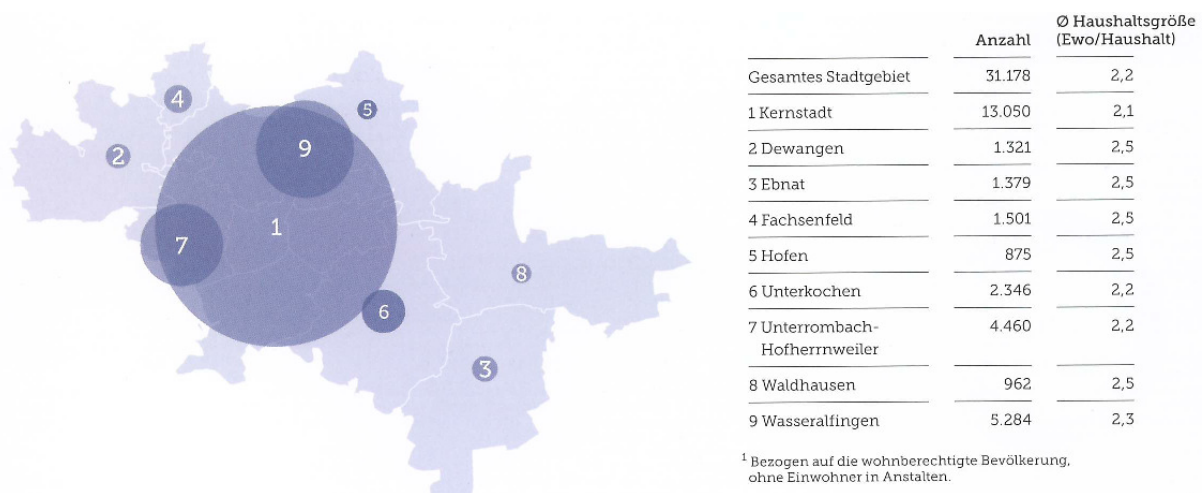 4
5
2
9
1
7
8
6
3
Anzahl
Ø Haushaltsgröße
(Ewo/Haushalt)
Gesamtes Stadtgebiet 31.178 2,2
1 Kernstadt 13.050 2,1
2 Dewangen 1.321 2,5
3 Ebnat 1.379 2,5
4 Fachsenfeld 1.501 2,5
5 Hofen 875 2,5
6 Unterkochen 2.346 2,2
7 Unterrombach- 4.460 2,2
Hofherrnweiler
8 Waldhausen 962 2,5
9 Wasseralfingen 5.284 2,3
1 Bezogen auf die wohnberechtigte Bevölkerung,
ohne Einwohner in Anstalten.